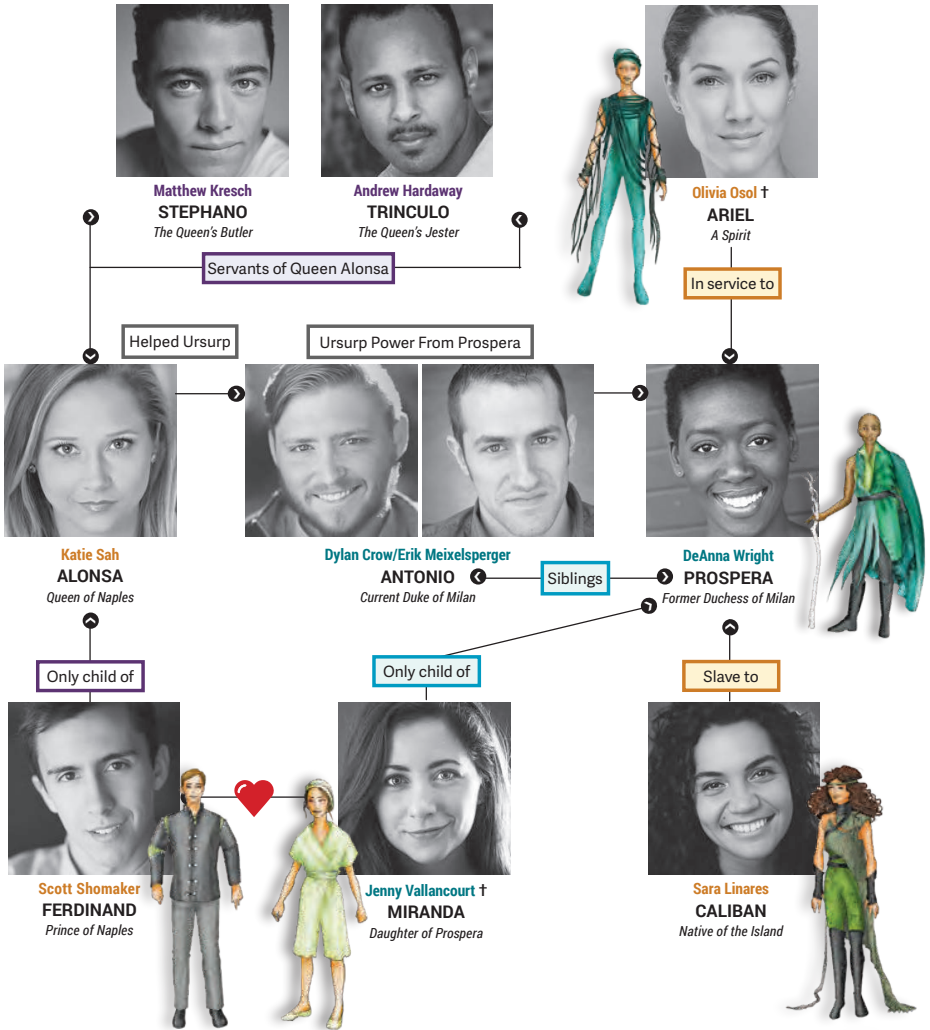 Matthew Kresch
STEPHANO
The Queen's Butler
Andrew Hardaway
TRINCULO
The Queen's Jester
Olivia Osol †
ARIEL
A Spirit
Servants of Queen Alonsa
In service to
Helped Ursurp
Ursurp Power From Prospera
Katie Sah
ALONSA
Queen of Naples
Dylan Crow/Erik Meixelsperger
ANTONIO
Current Duke of Milan
Siblings
DeAnna Wright
PROSPERA
Former Duchess of Milan
Only child of
Only child of
Slave to
Scott Shomaker
FERDINAND
Prince of Naples
Jenny Vallancourt †
MIRANDA
Daughter of Prospera
Sara Linares
CALIBAN
Native of the Island